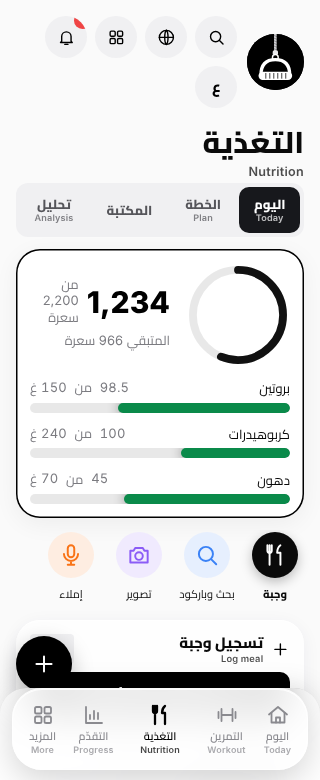 ع
التغذية
Nutrition
اليوم
Today
الخطة
Plan
المكتبة
تحليل
Analysis
1,234
من
2,200
سعرة
المتبقي 966 سعرة
بروتين
98.5 من 150 غ
كربوهيدرات
100 من 240 غ
دهون
45 من 70 غ
وجبة
بحث وباركود
تصوير
إملاء
تسجيل وجبة
Log meal
اليوم
Today
التمرين
Workout
التغذية
Nutrition
التقدّم
Progress
المزيد
More